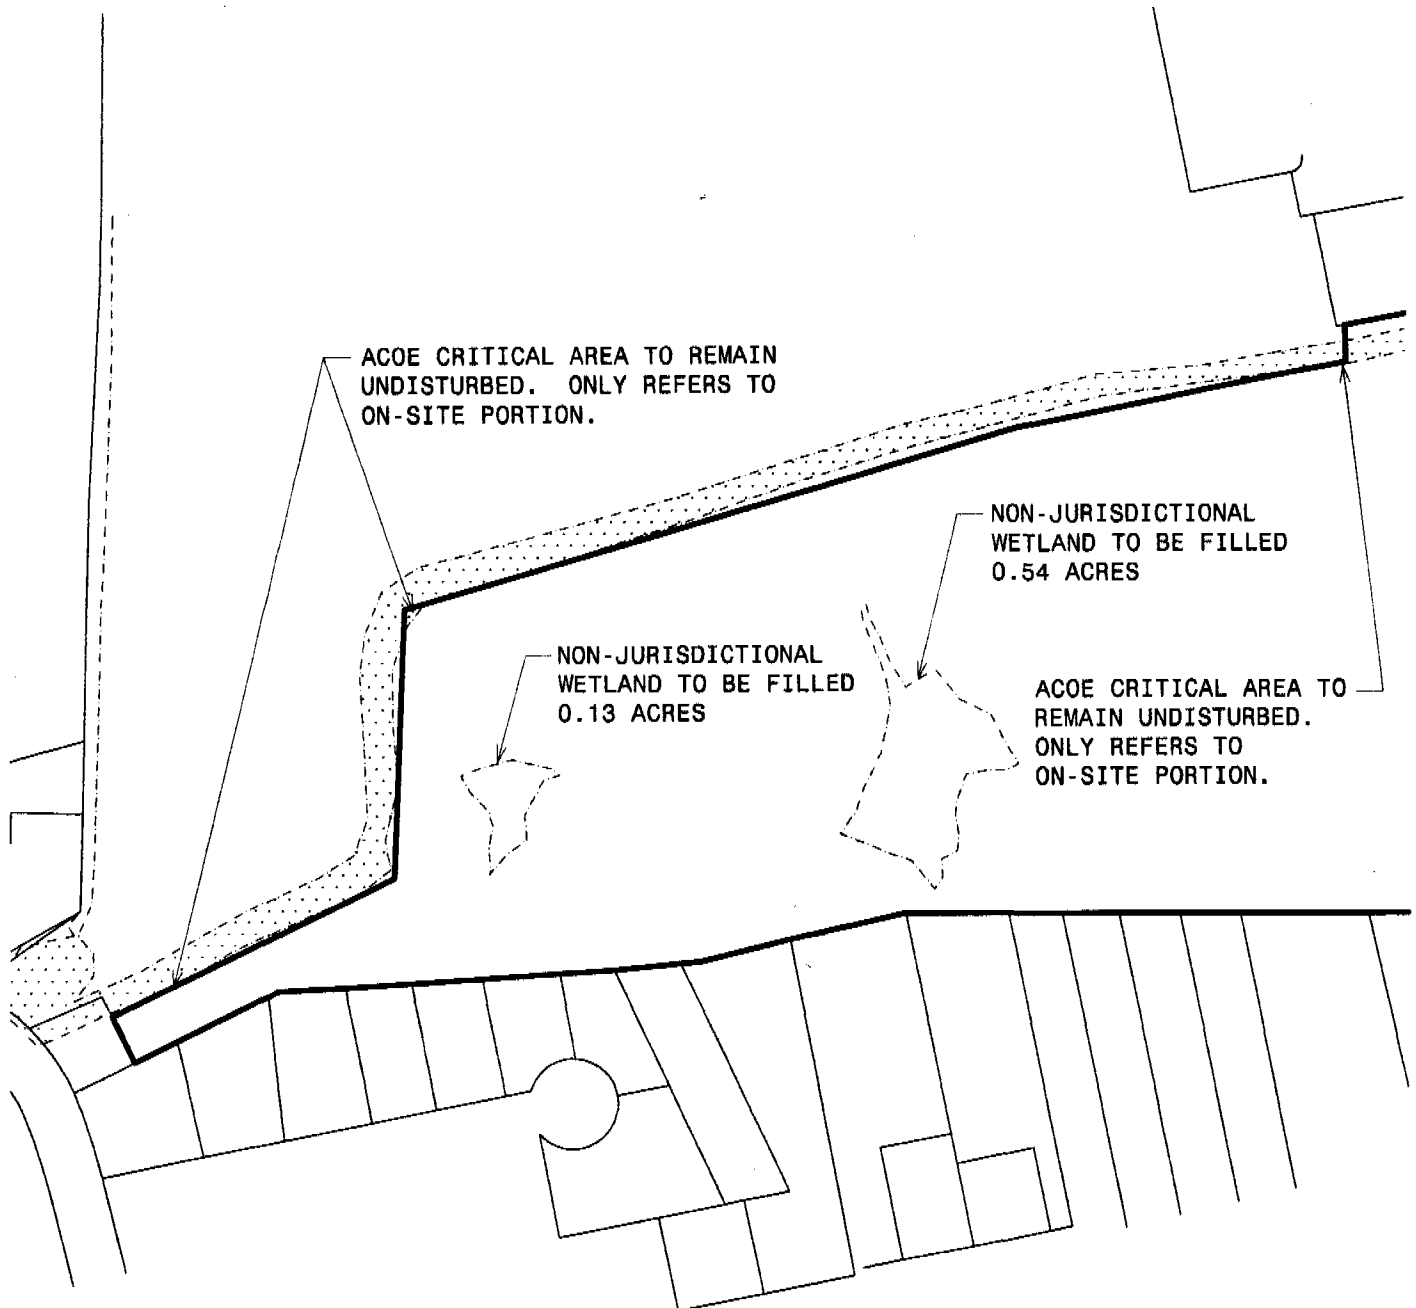 ACOE CRITICAL AREA TO REMAIN
UNDISTURBED. ONLY REFERS TO
ON-SITE PORTION.
NON-JURISDICTIONAL
WETLAND TO BE FILLED
0.54 ACRES
NON-JURISDICTIONAL
WETLAND TO BE FILLED
0.13 ACRES
ACOE CRITICAL AREA TO
REMAIN UNDISTURBED.
ONLY REFERS TO
ON-SITE PORTION.